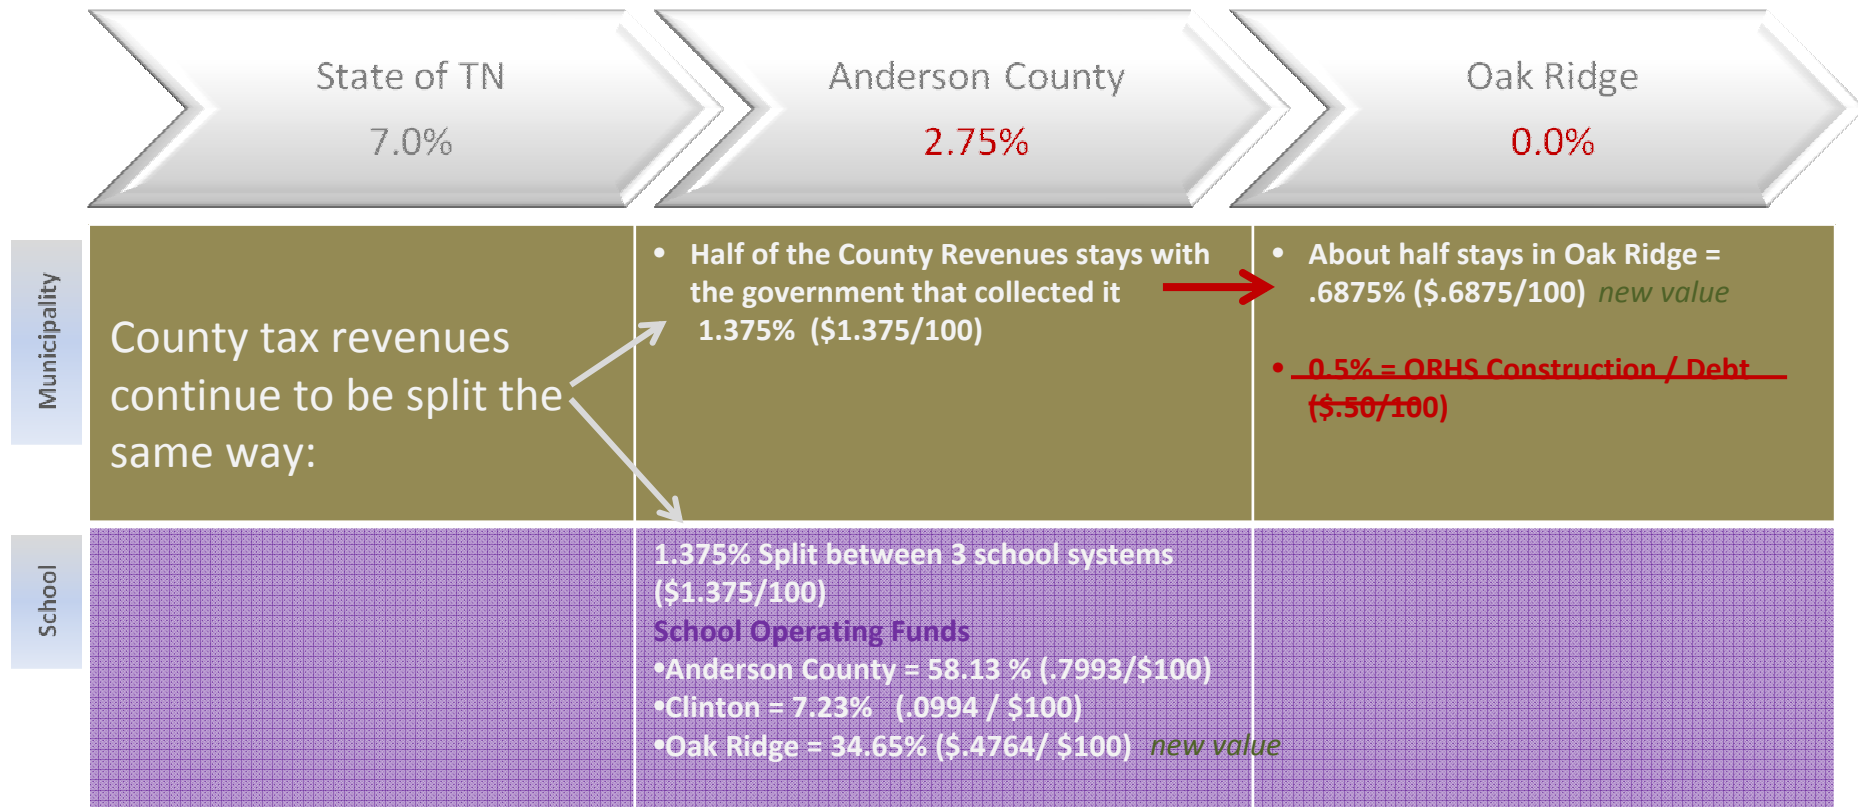 State of TN
7.0%
Anderson County
2.75%
Oak Ridge
0.0%
Municipality
County tax revenues
continue to be split the
same way:
• Half of the County Revenues stays with
the government that collected it
1.375% ($1.375/100)
• About half stays in Oak Ridge =
.6875% ($.6875/100) new value
• 0.5% = ORHS Construction / Debt
($.50/100)
School
1.375% Split between 3 school systems
($1.375/100)
School Operating Funds
•Anderson County = 58.13 % (.7993/$100)
•Clinton = 7.23% (.0994 / $100)
•Oak Ridge = 34.65% ($.4764/ $100) new value